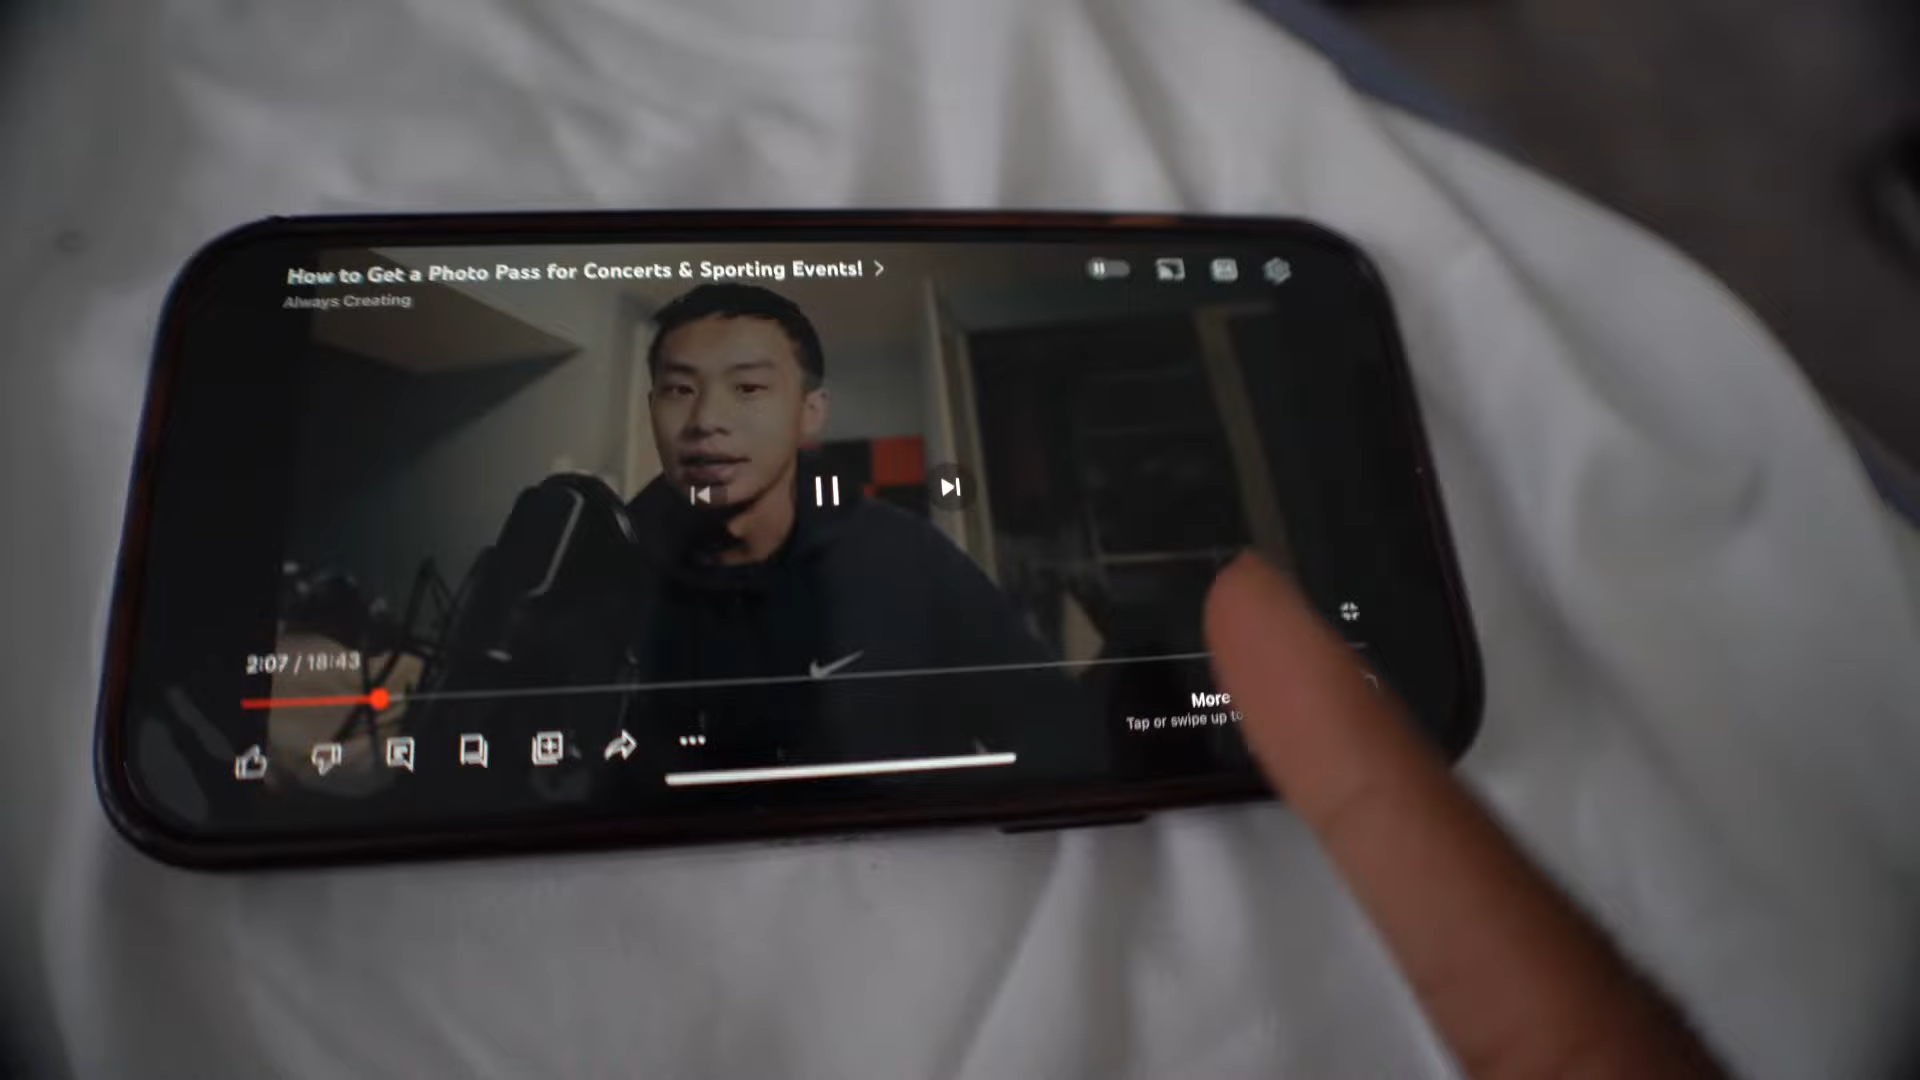 How to Get a Photo Pass for Concerts & Sporting Events!
Always Creating
2:07 / 18:43
More
Tap or swipe up to